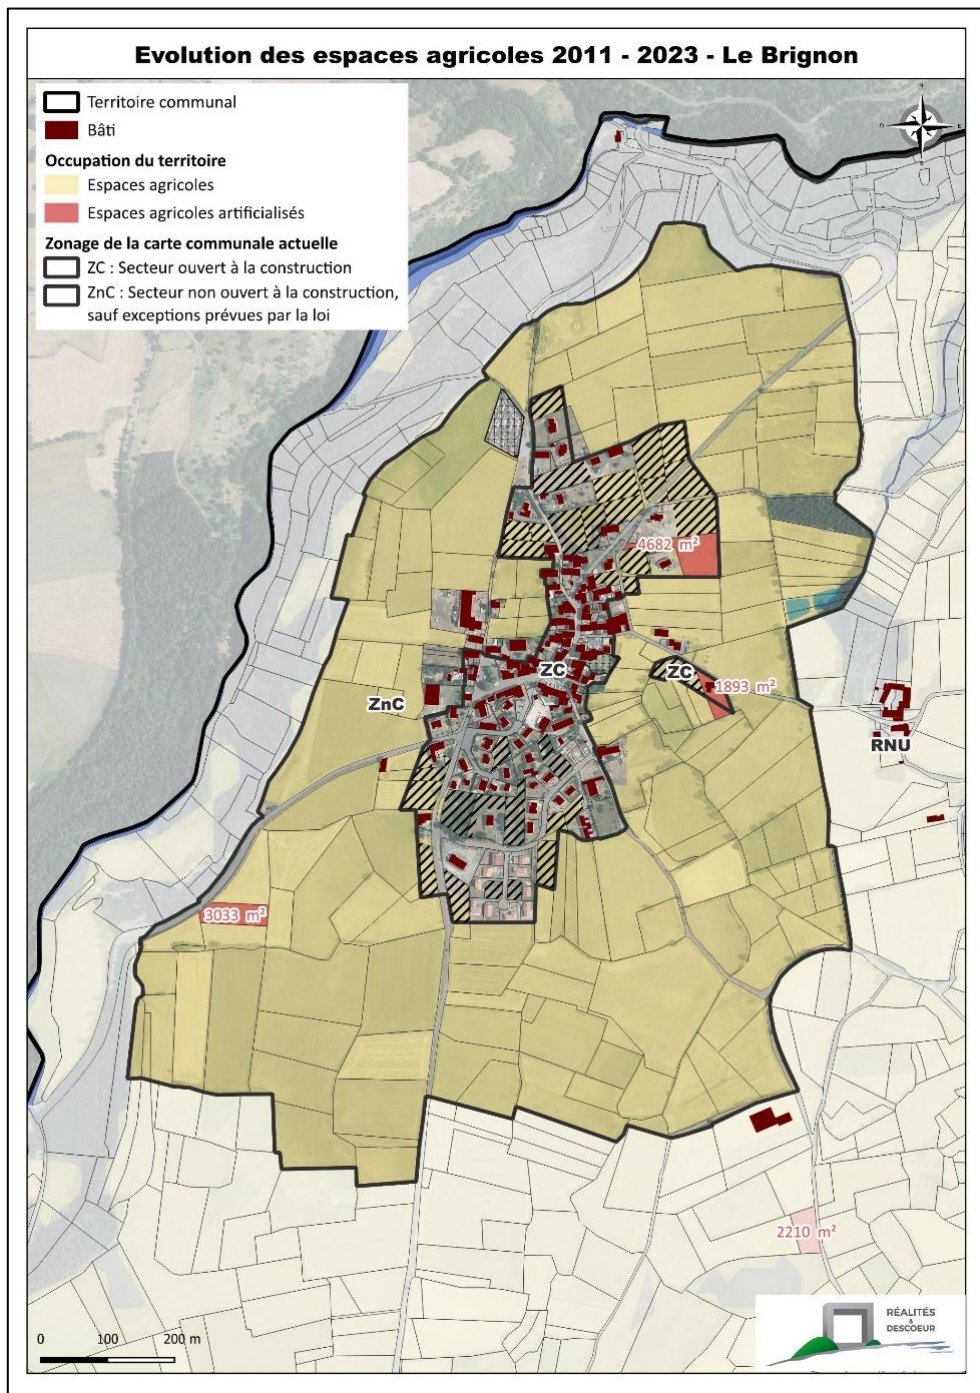 Evolution des espaces agricoles 2011 - 2023 - Le Brignon
Territoire communal
Bâti
Occupation du territoire
Espaces agricoles
Espaces agricoles artificialisés
Zonage de la carte communale actuelle
ZC : Secteur ouvert à la construction
ZnC : Secteur non ouvert à la construction,
sauf exceptions prévues par la loi
N
O
E
S
4682 m²
ZC
ZC
1893 m²
ZnC
RNU
3033 m²
2210 m²
RÉALITÉS
&
DESCOEUR
0 100 200 m